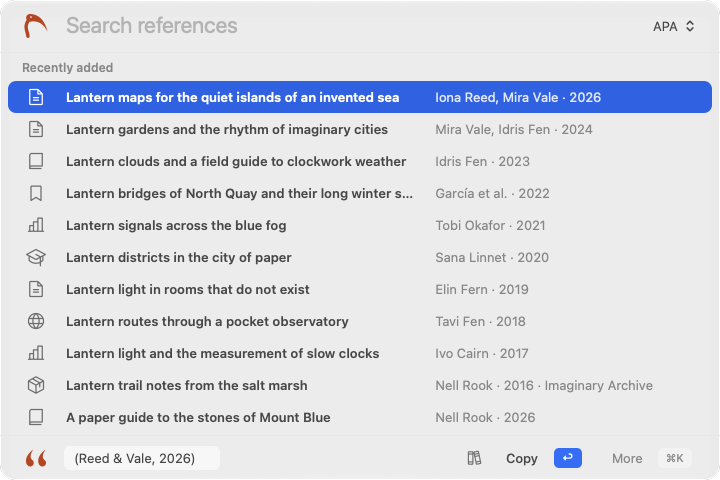 Search references
APA
Recently added
Lantern maps for the quiet islands of an invented sea Iona Reed, Mira Vale · 2026
Lantern gardens and the rhythm of imaginary cities Mira Vale, Idris Fen · 2024
Lantern clouds and a field guide to clockwork weather Idris Fen · 2023
Lantern bridges of North Quay and their long winter s... García et al. · 2022
Lantern signals across the blue fog Tobi Okafor · 2021
Lantern districts in the city of paper Sana Linnet · 2020
Lantern light in rooms that do not exist Elin Fern · 2019
Lantern routes through a pocket observatory Tavi Fen · 2018
Lantern light and the measurement of slow clocks Ivo Cairn · 2017
Lantern trail notes from the salt marsh Nell Rook · 2016 · Imaginary Archive
A paper guide to the stones of Mount Blue Nell Rook · 2026
(Reed & Vale, 2026) Copy More ⌘K